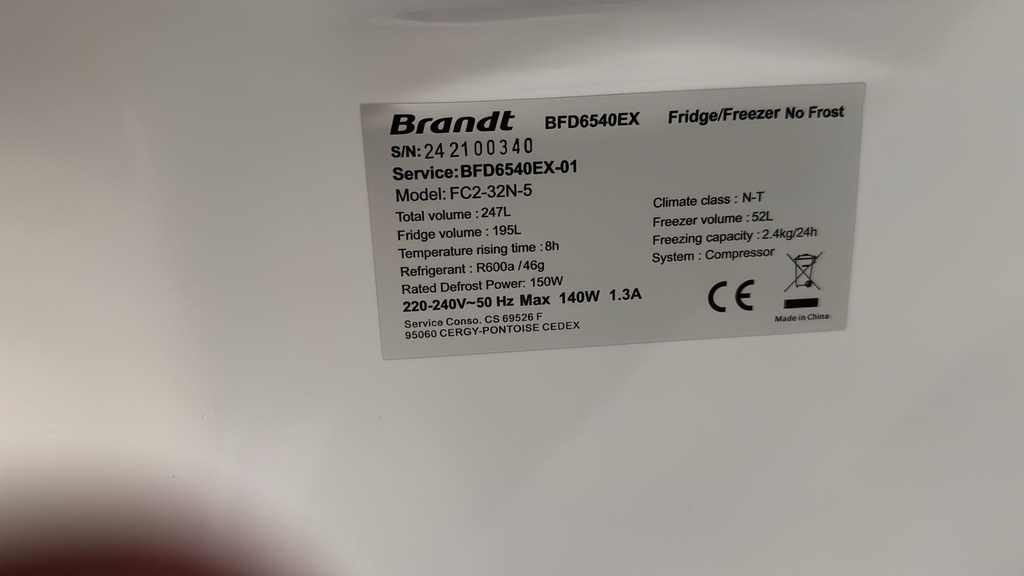 Brandt BFD6540EX Fridge/Freezer No Frost
S/N: 242100340
Service:BFD6540EX-01
Model: FC2-32N-5
Total volume : 247L
Fridge volume : 195L
Temperature rising time : 8h
Refrigerant : R600a / 46g
Rated Defrost Power: 150W
220-240V~50 Hz Max 140W 1.3A
Service Conso. CS 69526 F
95060 CERGY-PONTOISE CEDEX
Climate class : N-T
Freezer volume : 52L
Freezing capacity : 2.4kg/24h
System : Compressor
CE
Made in China.